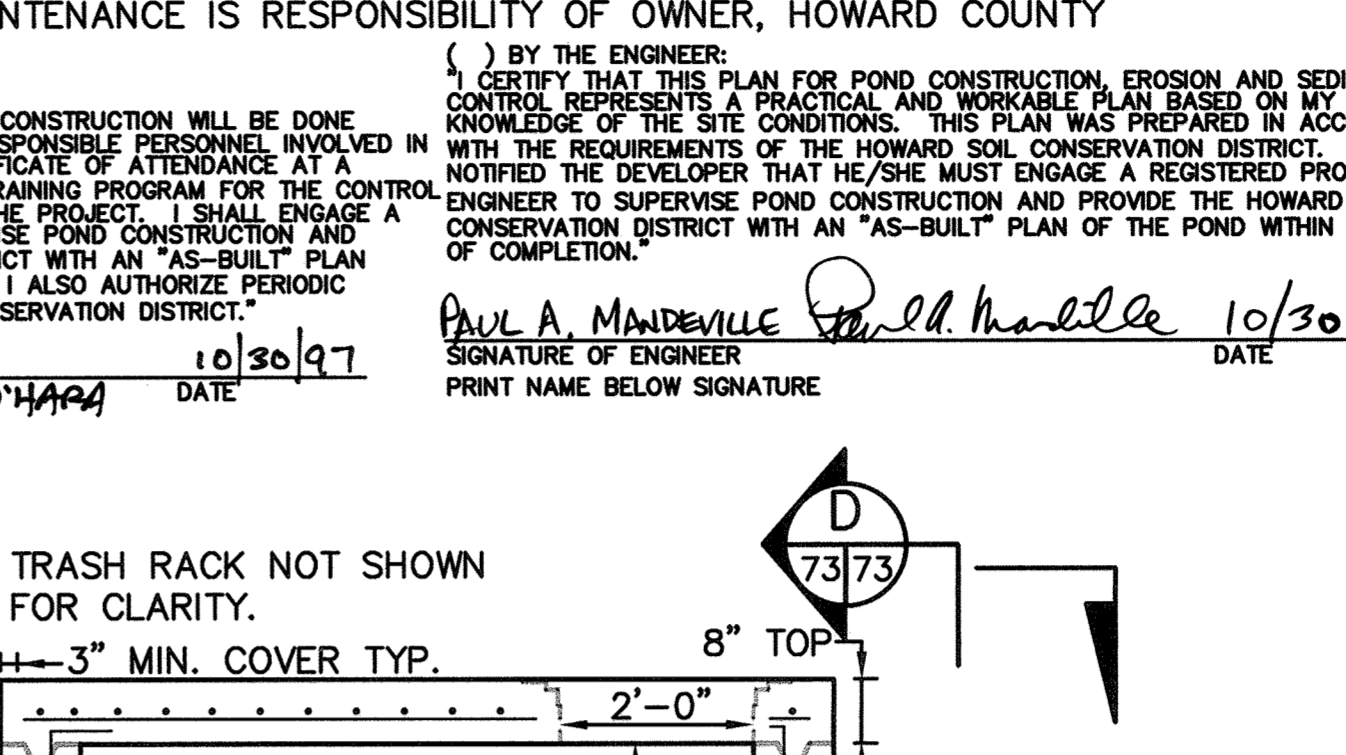 NTENANCE IS RESPONSIBILITY OF OWNER, HOWARD COUNTY
CONSTRUCTION WILL BE DONE
SPONSIBLE PERSONNEL INVOLVED IN
FICATE OF ATTENDANCE AT A
RAINING PROGRAM FOR THE CONTROL
HE PROJECT. I SHALL ENGAGE A
ISE POND CONSTRUCTION AND
ICT WITH AN "AS-BUILT" PLAN
I ALSO AUTHORIZE PERIODIC
SERVATION DISTRICT."
10/30/97
O'HARA
DATE
( ) BY THE ENGINEER:
"I CERTIFY THAT THIS PLAN FOR POND CONSTRUCTION, EROSION AND SEDI
CONTROL REPRESENTS A PRACTICAL AND WORKABLE PLAN BASED ON MY
KNOWLEDGE OF THE SITE CONDITIONS. THIS PLAN WAS PREPARED IN ACC
WITH THE REQUIREMENTS OF THE HOWARD SOIL CONSERVATION DISTRICT.
NOTIFIED THE DEVELOPER THAT HE/SHE MUST ENGAGE A REGISTERED PRO
ENGINEER TO SUPERVISE POND CONSTRUCTION AND PROVIDE THE HOWARD
CONSERVATION DISTRICT WITH AN "AS-BUILT" PLAN OF THE POND WITHIN
OF COMPLETION."
PAUL A. MANDEVILLE Paul A. Mandeville 10/30
SIGNATURE OF ENGINEER DATE
PRINT NAME BELOW SIGNATURE
TRASH RACK NOT SHOWN
FOR CLARITY.
D
73 73
8" TOP
3" MIN. COVER TYP.
2'-0"